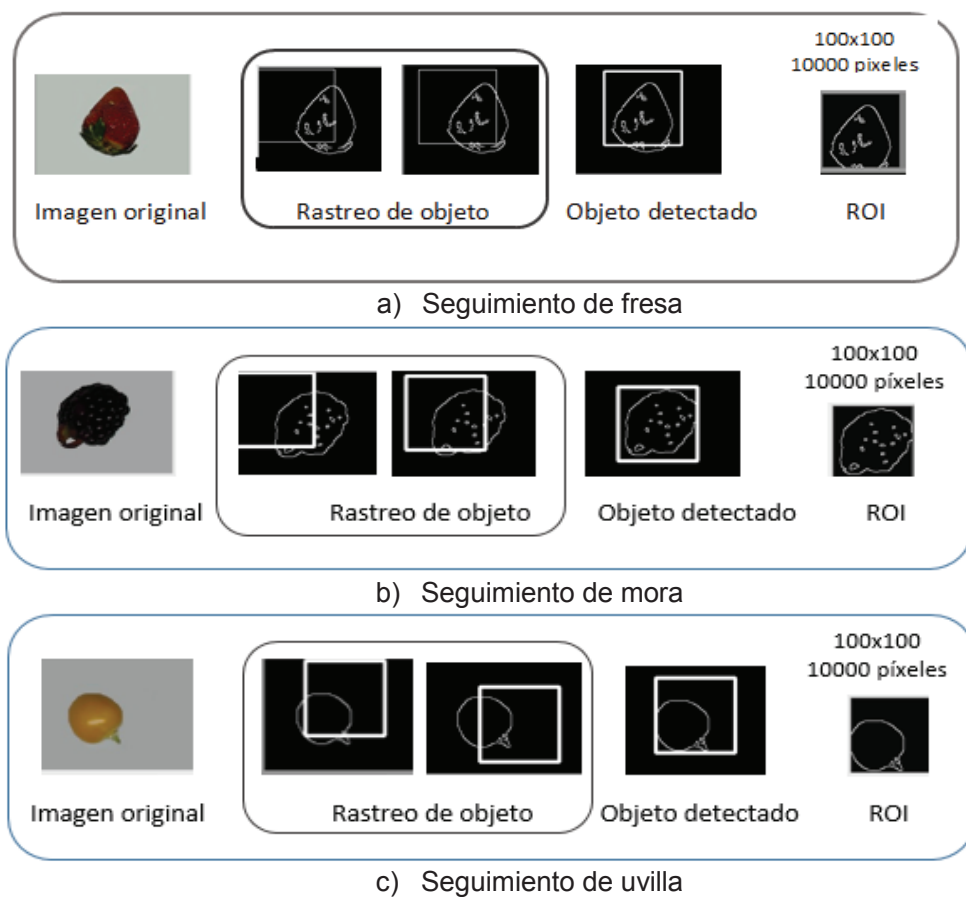 100x100
10000 pixeles
Imagen original
Rastreo de objeto
Objeto detectado
ROI
a) Seguimiento de fresa
100x100
10000 píxeles
Imagen original
Rastreo de objeto
Objeto detectado
ROI
b) Seguimiento de mora
100x100
10000 píxeles
Imagen original
Rastreo de objeto
Objeto detectado
ROI
c) Seguimiento de uvilla